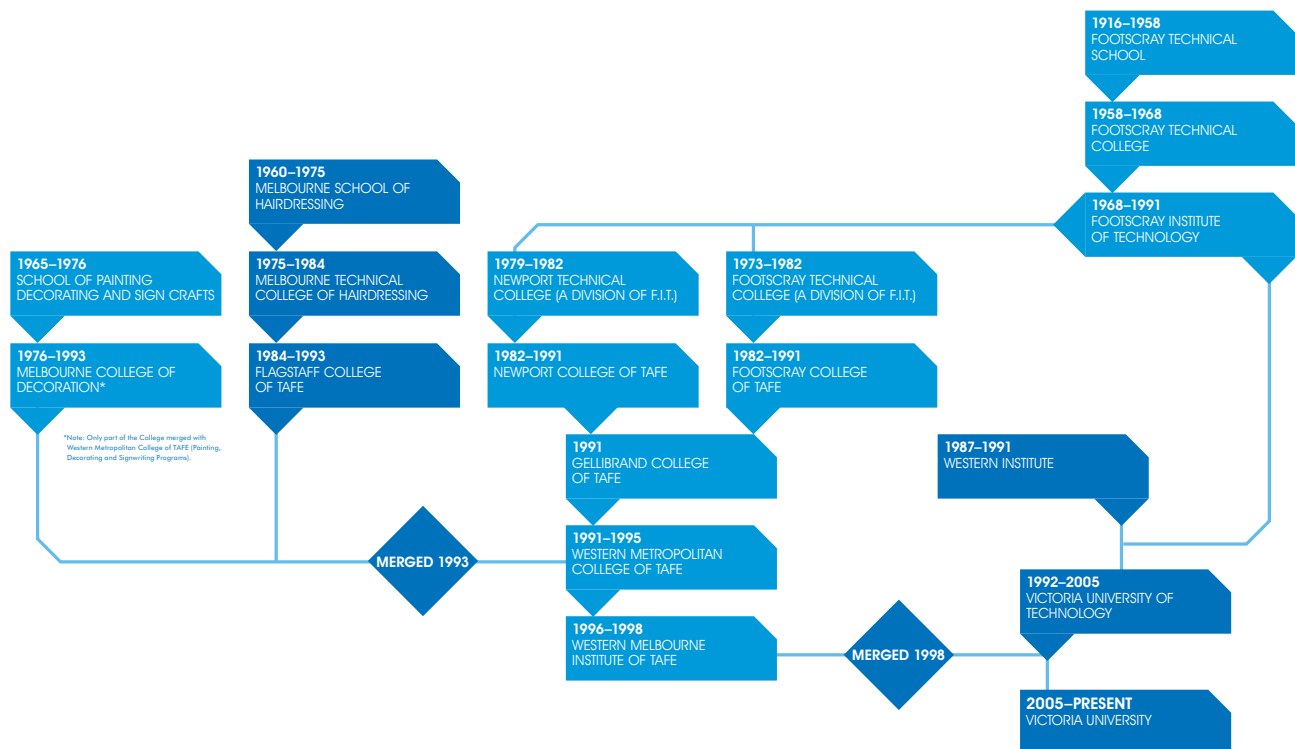 1916–1958
FOOTSCRAY TECHNICAL
SCHOOL
1958–1968
FOOTSCRAY TECHNICAL
COLLEGE
1960–1975
MELBOURNE SCHOOL OF
HAIRDRESSING
1968–1991
FOOTSCRAY INSTITUTE
OF TECHNOLOGY
1965–1976
SCHOOL OF PAINTING
DECORATING AND SIGN CRAFTS
1975–1984
MELBOURNE TECHNICAL
COLLEGE OF HAIRDRESSING
1979–1982
NEWPORT TECHNICAL
COLLEGE (A DIVISION OF F.I.T.)
1973–1982
FOOTSCRAY TECHNICAL
COLLEGE (A DIVISION OF F.I.T.)
1976–1993
MELBOURNE COLLEGE OF
DECORATION*
1984–1993
FLAGSTAFF COLLEGE
OF TAFE
1982–1991
NEWPORT COLLEGE OF TAFE
1982–1991
FOOTSCRAY COLLEGE
OF TAFE
*Note: Only part of the College merged with
Western Metropolitan College of TAFE (Painting,
Decorating and Signwriting Programs).
1991
GELLIBRAND COLLEGE
OF TAFE
1987–1991
WESTERN INSTITUTE
MERGED 1993
1991–1995
WESTERN METROPOLITAN
COLLEGE OF TAFE
1992–2005
VICTORIA UNIVERSITY OF
TECHNOLOGY
1996–1998
WESTERN MELBOURNE
INSTITUTE OF TAFE
MERGED 1998
2005–PRESENT
VICTORIA UNIVERSITY